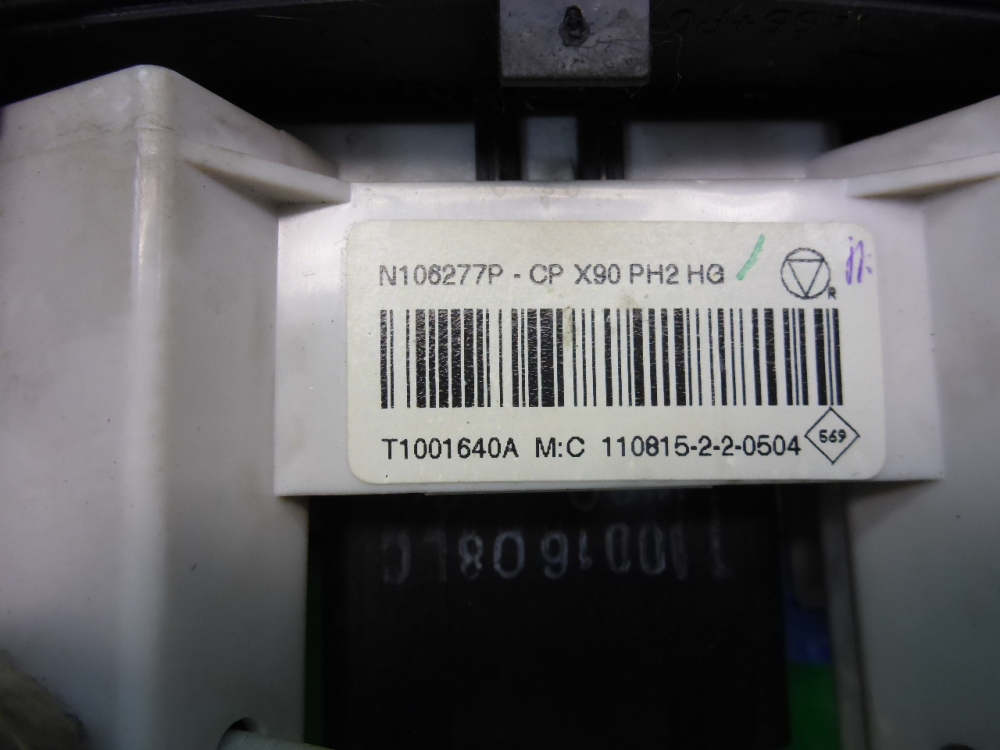 N106277P - CP X90 PH2 HG
R
T1001640A M:C 110815-2-2-0504
569